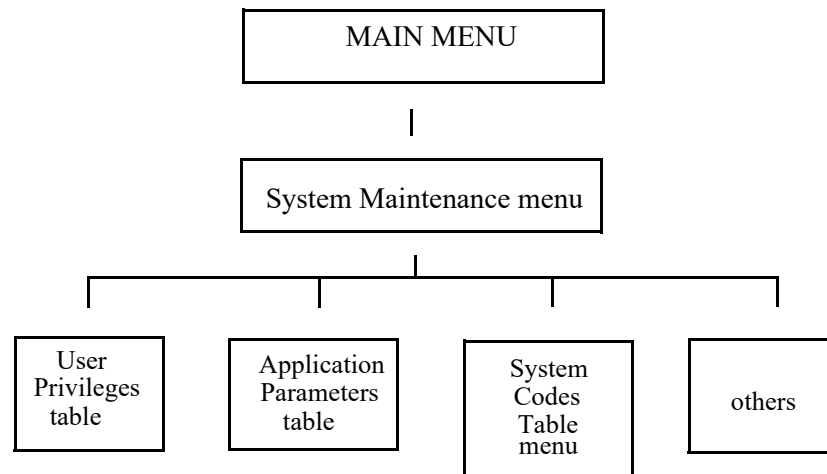 MAIN MENU
System Maintenance menu
User
Privileges
table
Application
Parameters
table
System
Codes
Table
menu
others